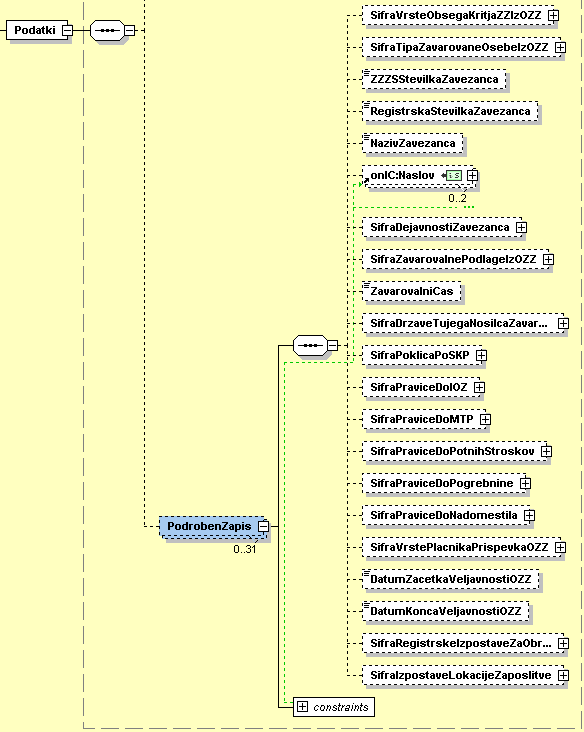 Podatki
SifraVrsteObsegaKritjaZZIzOZZ
SifraTipaZavarovaneOsebeIzOZZ
ZZZSStevilkaZavezanca
RegistrskaStevilkaZavezanca
NazivZavezanca
onIC:Naslov
is
0..2
SifraDejavnostiZavezanca
SifraZavarovalnePodlageIzOZZ
ZavarovalniCas
SifraDrzaveTujegaNosilcaZavar...
SifraPoklicaPoSKP
SifraPraviceDoIOZ
SifraPraviceDoMTP
SifraPraviceDoPotnihStroskov
SifraPraviceDoPogrebnine
SifraPraviceDoNadomestila
PodrobenZapis
0..31
SifraVrstePlacnikaPrispevkaOZZ
DatumZacetkaVeljavnostiOZZ
DatumKoncaVeljavnostiOZZ
SifraRegistrskeIzpostaveZaObr...
SifraIzpostaveLokacijeZaposlitve
constraints